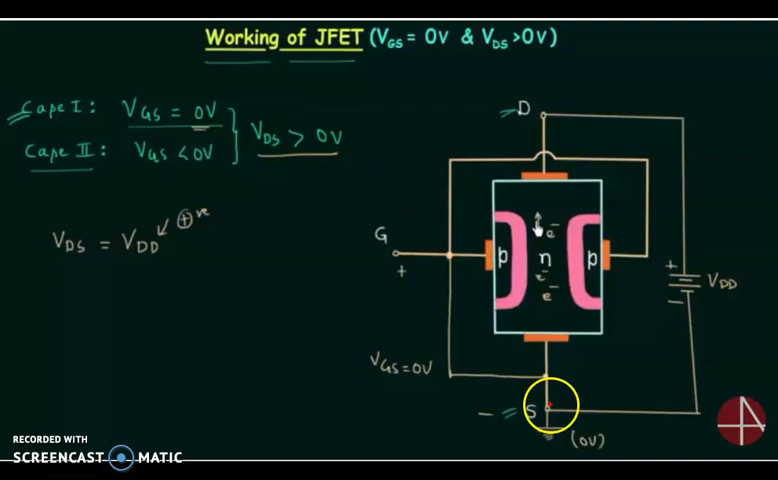 Working of JFET (VGS = 0V & VDS >0V)
Case I: VGS = 0V
Case II: VGS <0V
VDS > 0V
VDS = VDD
+ve
D
G
+
p
n
p
e-
e-
e-
+
-
VDD
VGS=0V
- = S
(0V)
RECORDED WITH
SCREENCAST MATIC